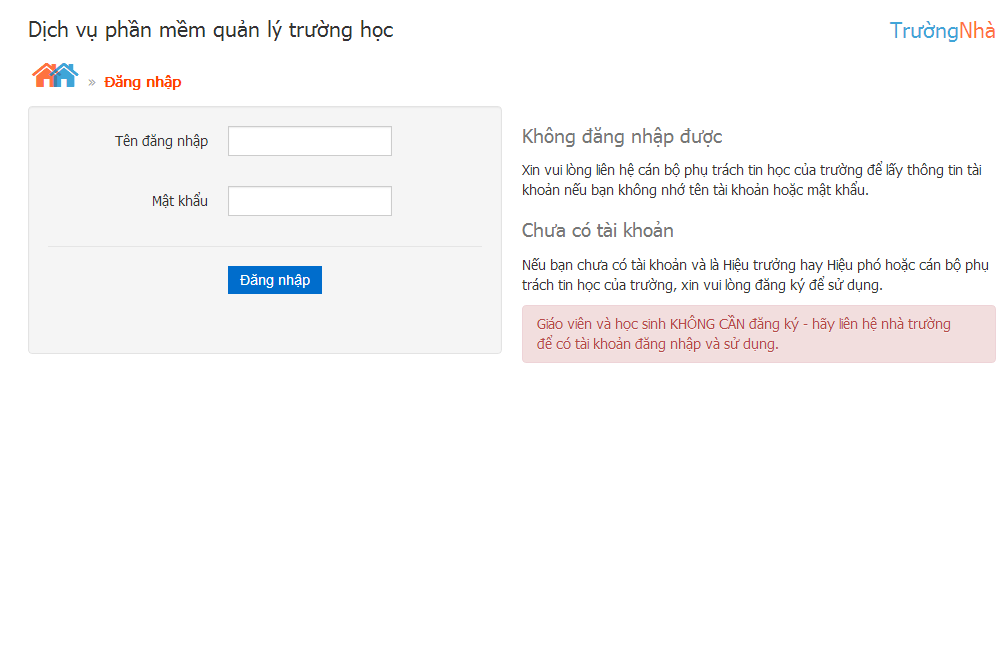 Dịch vụ phần mềm quản lý trường học
TrườngNhà
» Đăng nhập
Tên đăng nhập
Mật khẩu
Đăng nhập
Không đăng nhập được
Xin vui lòng liên hệ cán bộ phụ trách tin học của trường để lấy thông tin tài
khoản nếu bạn không nhớ tên tài khoản hoặc mật khẩu.
Chưa có tài khoản
Nếu bạn chưa có tài khoản và là Hiệu trưởng hay Hiệu phó hoặc cán bộ phụ
trách tin học của trường, xin vui lòng đăng ký để sử dụng.
Giáo viên và học sinh KHÔNG CẦN đăng ký - hãy liên hệ nhà trường
để có tài khoản đăng nhập và sử dụng.